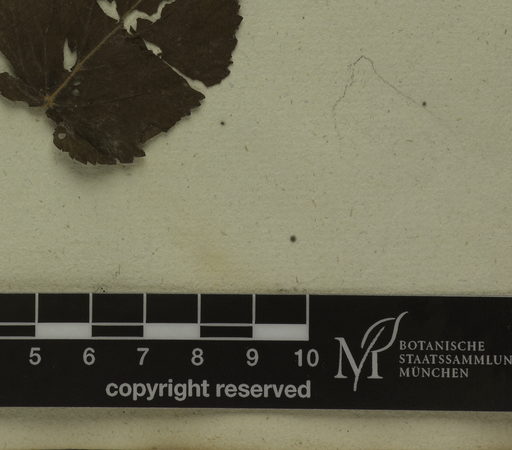 5 6 7 8 9 10
copyright reserved
BOTANISCHE
STAATSSAMMLUN
MÜNCHEN